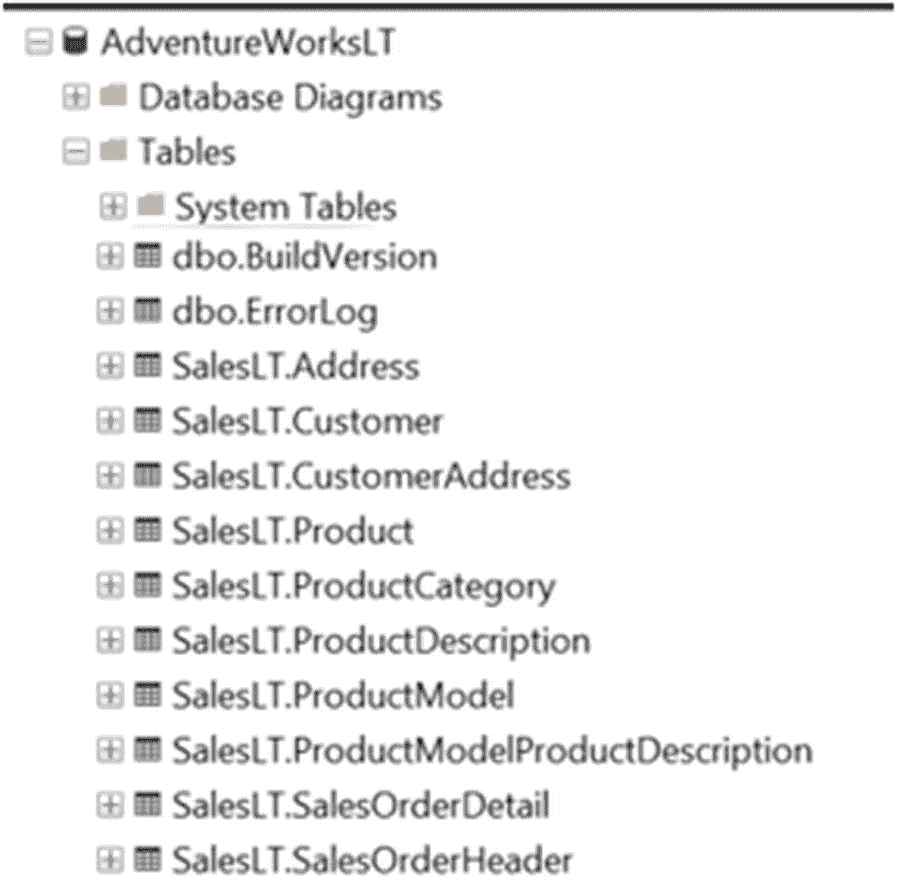 AdventureWorksLT
Database Diagrams
Tables
System Tables
dbo.BuildVersion
dbo.ErrorLog
SalesLT.Address
SalesLT.Customer
SalesLT.CustomerAddress
SalesLT.Product
SalesLT.ProductCategory
SalesLT.ProductDescription
SalesLT.ProductModel
SalesLT.ProductModelProductDescription
SalesLT.SalesOrderDetail
SalesLT.SalesOrderHeader